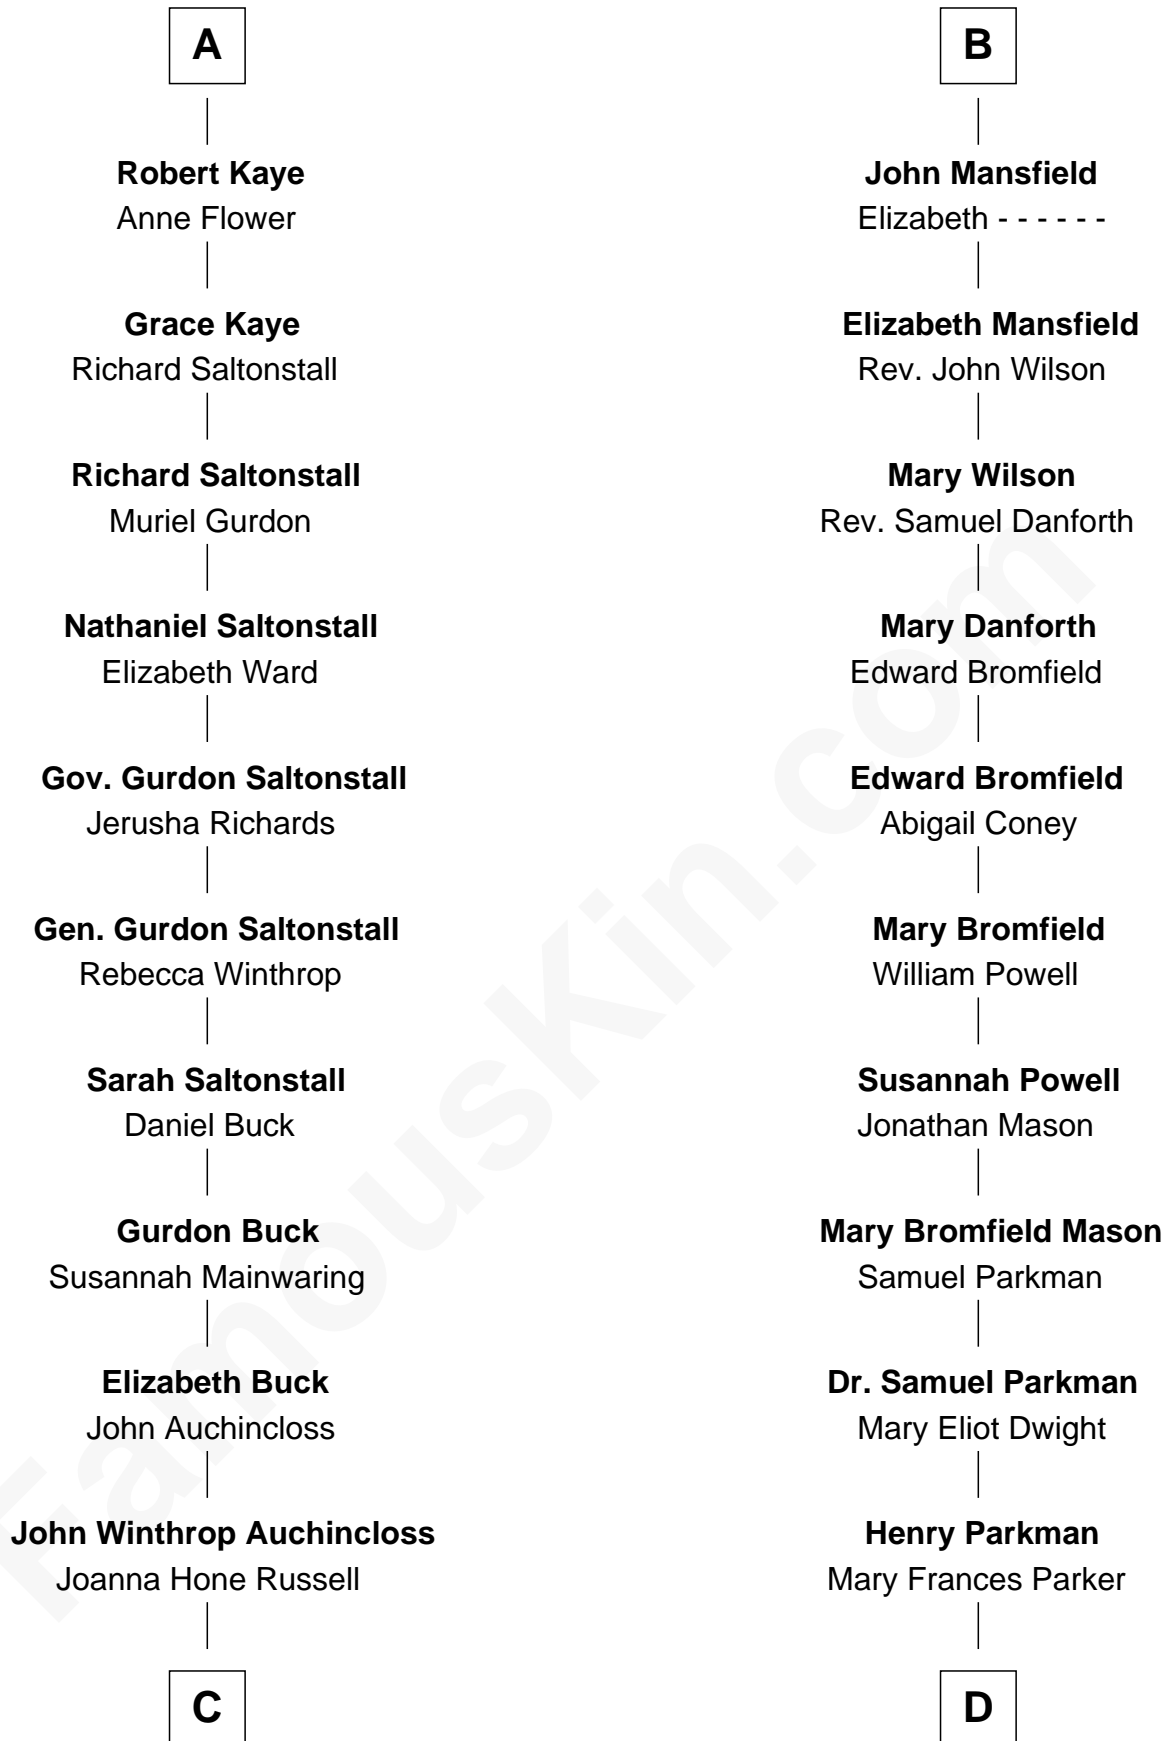 A
Robert Kaye
Anne Flower
Grace Kaye
Richard Saltonstall
Richard Saltonstall
Muriel Gurdon
Nathaniel Saltonstall
Elizabeth Ward
Gov. Gurdon Saltonstall
Jerusha Richards
Gen. Gurdon Saltonstall
Rebecca Winthrop
Sarah Saltonstall
Daniel Buck
Gurdon Buck
Susannah Mainwaring
Elizabeth Buck
John Auchincloss
John Winthrop Auchincloss
Joanna Hone Russell
C
B
John Mansfield
Elizabeth - - - - - -
Elizabeth Mansfield
Rev. John Wilson
Mary Wilson
Rev. Samuel Danforth
Mary Danforth
Edward Bromfield
Edward Bromfield
Abigail Coney
Mary Bromfield
William Powell
Susannah Powell
Jonathan Mason
Mary Bromfield Mason
Samuel Parkman
Dr. Samuel Parkman
Mary Eliot Dwight
Henry Parkman
Mary Frances Parker
D
FamousKin.com